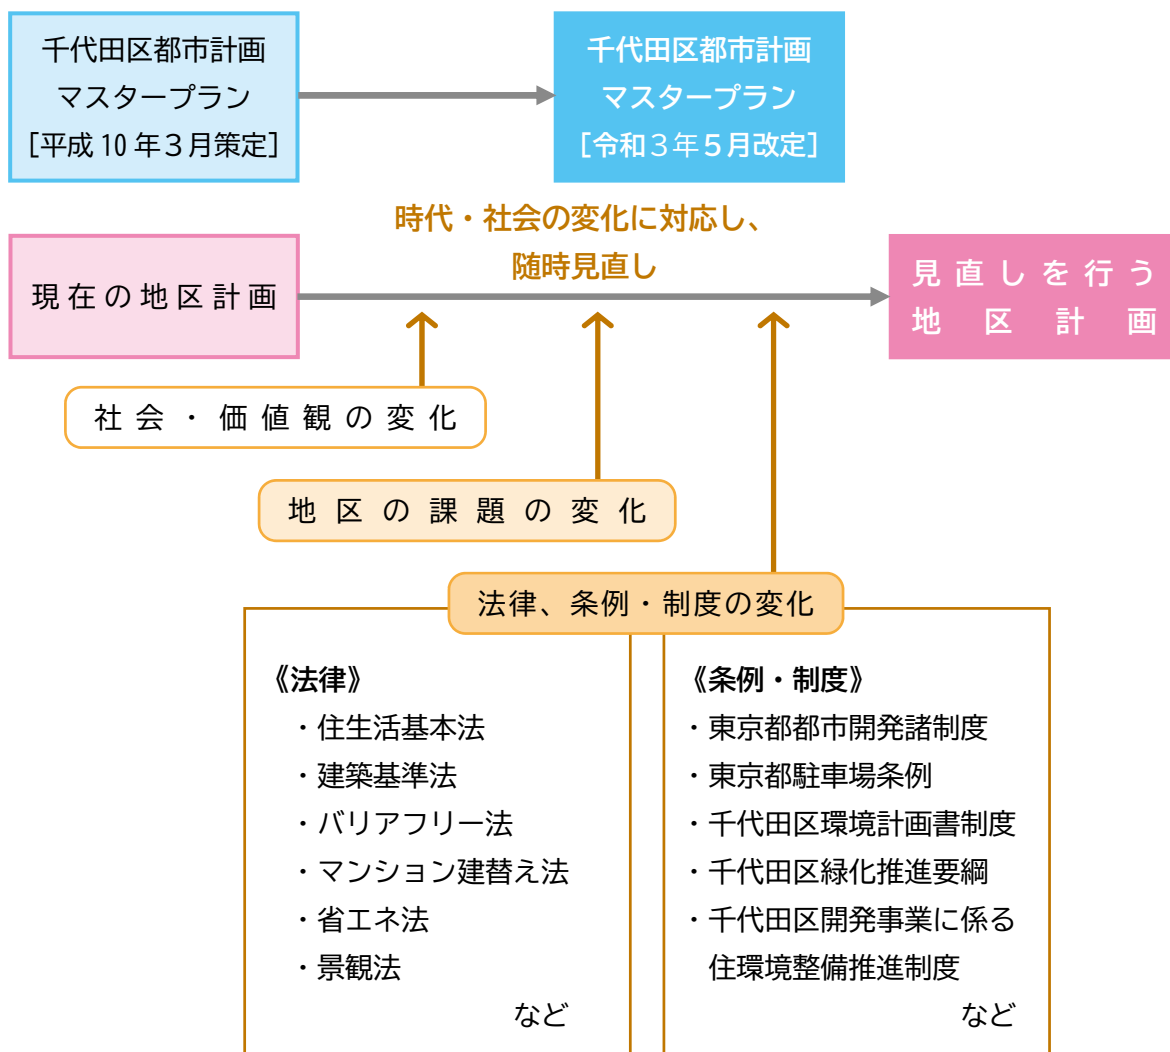 千代田区都市計画
マスタープラン
[平成10年3月策定]
千代田区都市計画
マスタープラン
[令和3年5月改定]
時代・社会の変化に対応し、
随時見直し
現在の地区計画
見直しを行う
地区計画
社会・価値観の変化
地区の課題の変化
法律、条例・制度の変化
《法律》
・住生活基本法
・建築基準法
・バリアフリー法
・マンション建替え法
・省エネ法
・景観法
など
《条例・制度》
・東京都都市開発諸制度
・東京都駐車場条例
・千代田区環境計画書制度
・千代田区緑化推進要綱
・千代田区開発事業に係る
住環境整備推進制度
など